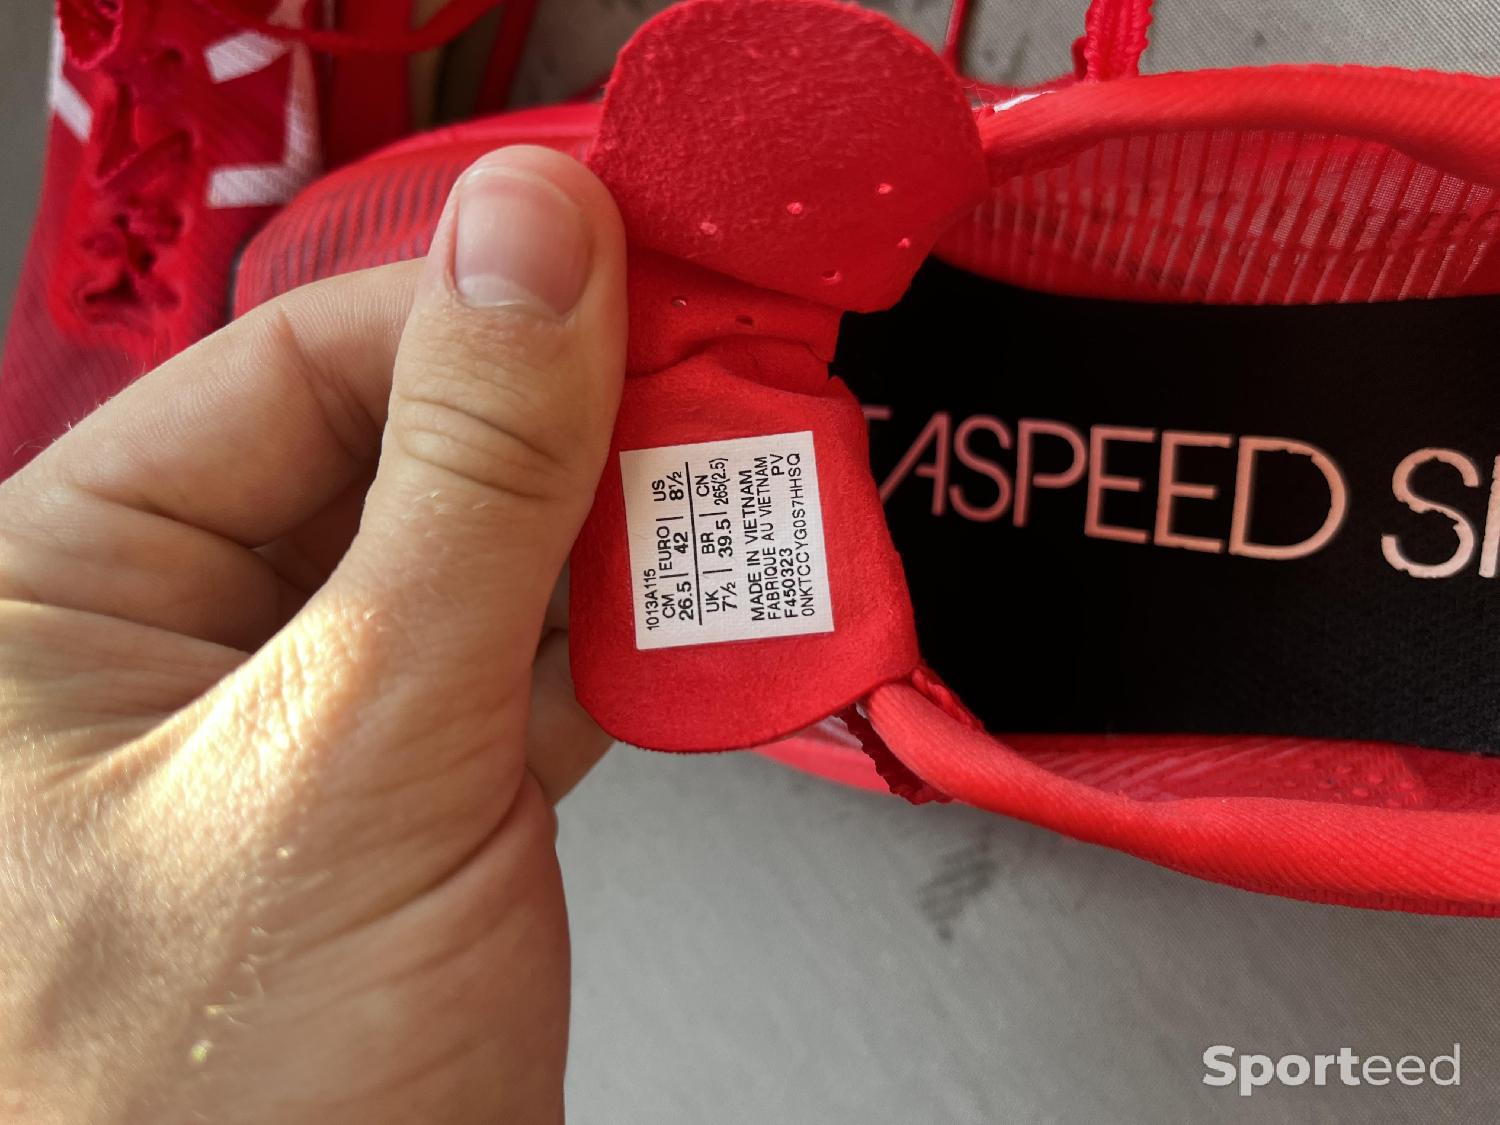 1013A115
CM | EURO | US
26.5 | 42 | 8½
UK | BR | CN
7½ | 39.5 | 265(2.5)
MADE IN VIETNAM
FABRIQUE AU VIETNAM
F450323 PV
0NKTCCYG0S7HHSQ
TASPEED S
Sporteed